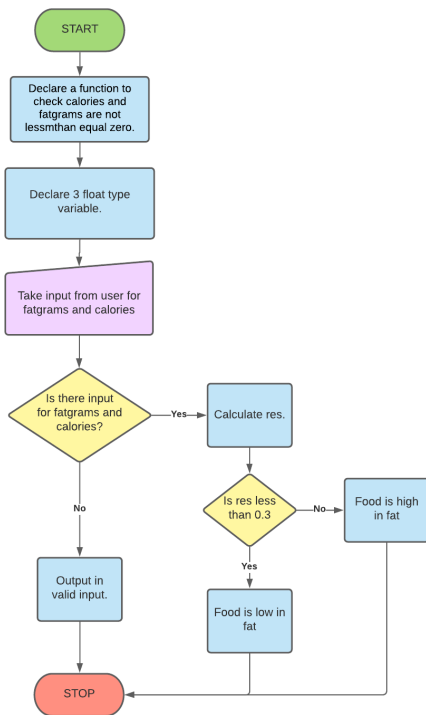 START
Declare a function to
check calories and
fatgrams are not
lessmthan equal zero.
Declare 3 float type
variable.
Take input from user for
fatgrams and calories
Is there input
for fatgrams and
calories?
Yes
Calculate res.
Is res less
than 0.3
No
Food is high
in fat
No
Yes
Output in
valid input.
Food is low in
fat
STOP